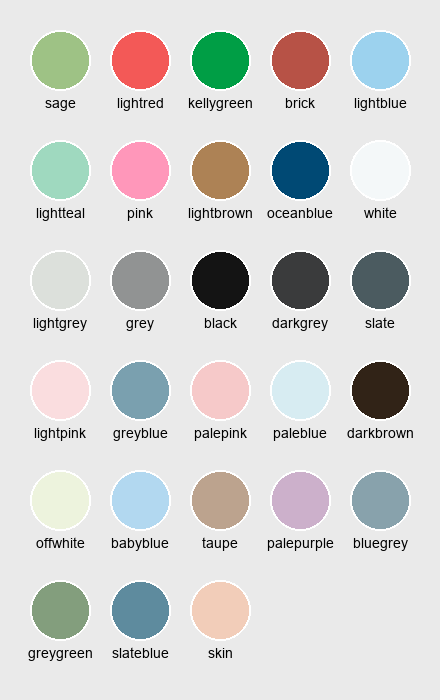 sage lightred kellygreen brick lightblue
lightteal pink lightbrown oceanblue white
lightgrey grey black darkgrey slate
lightpink greyblue palepink paleblue darkbrown
offwhite babyblue taupe palepurple bluegrey
greygreen slateblue skin